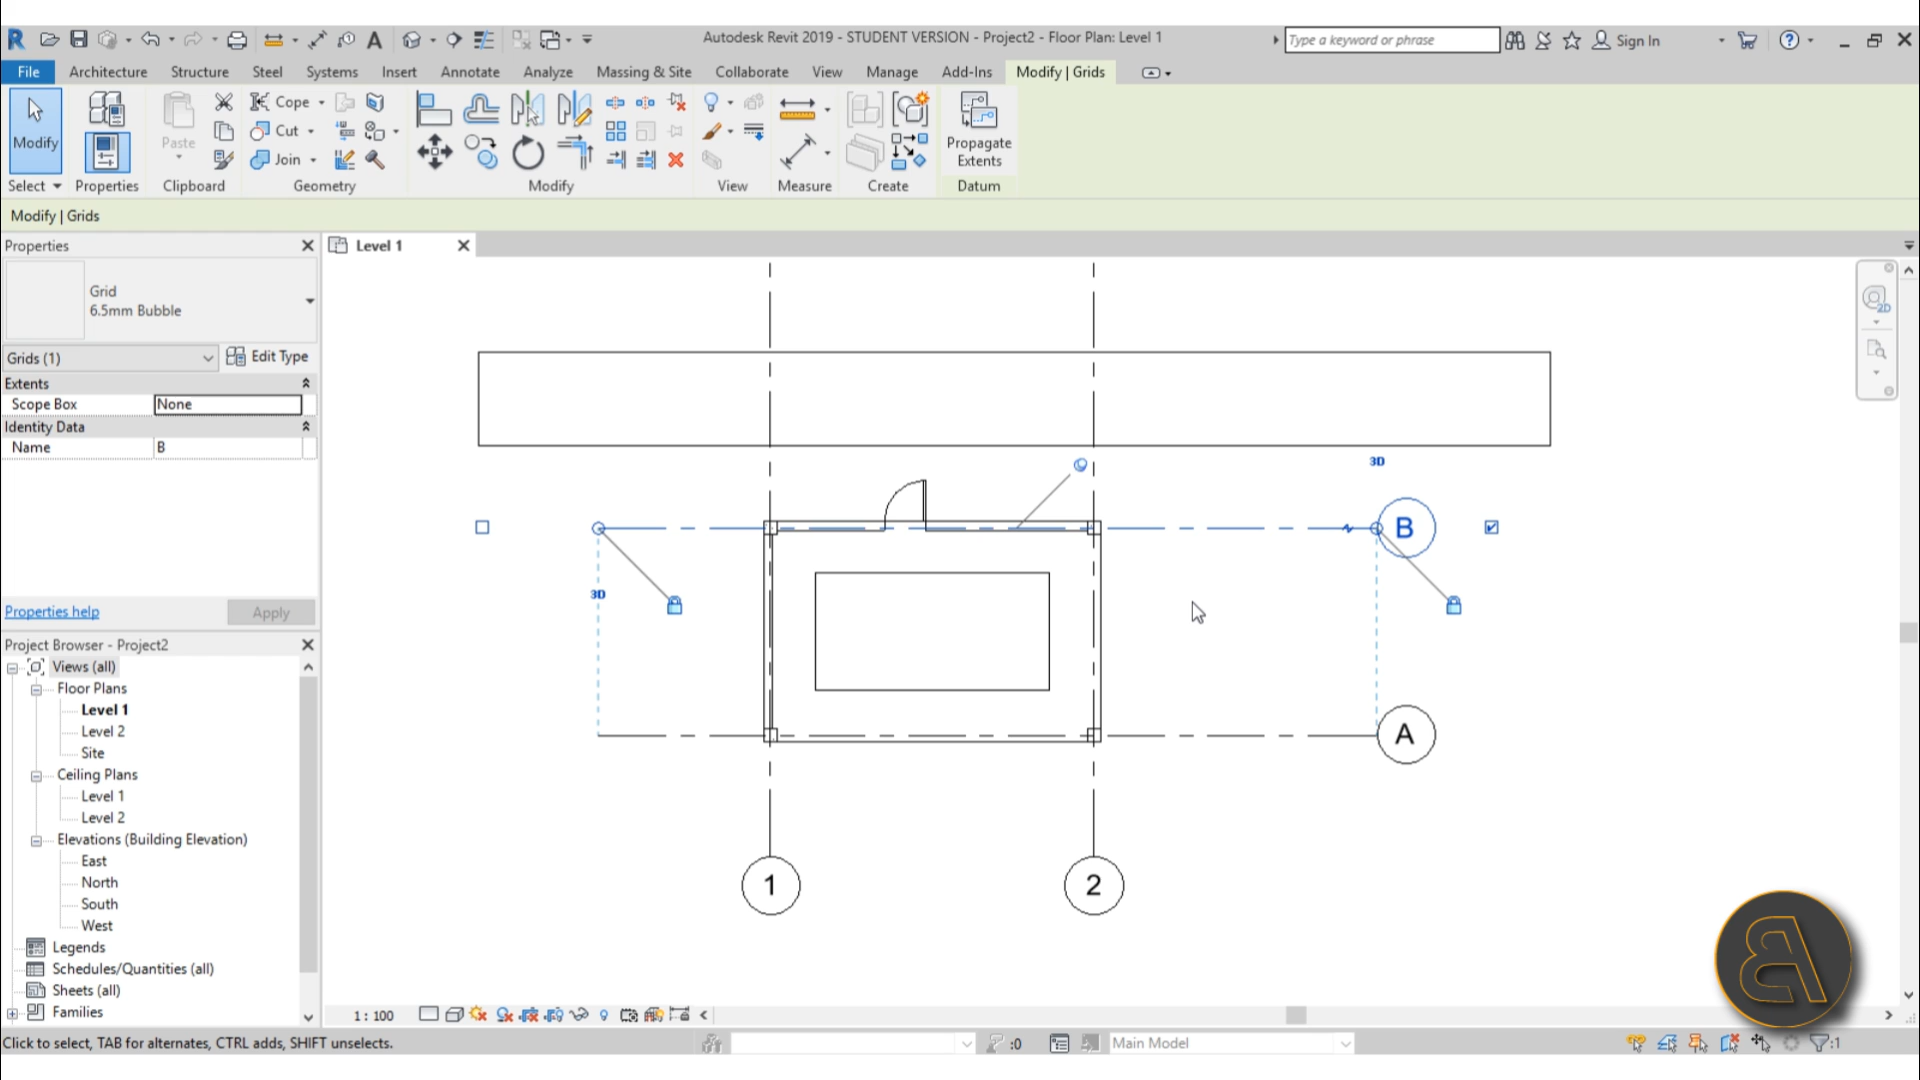 Autodesk Revit 2019 - STUDENT VERSION - Project2 - Floor Plan: Level 1
Type a keyword or phrase
Sign In
File
Architecture
Structure
Steel
Systems
Insert
Annotate
Analyze
Massing & Site
Collaborate
View
Manage
Add-Ins
Modify | Grids
Modify
Paste
Cope
Cut
Join
Propagate
Extents
Select
Properties
Clipboard
Geometry
Modify
View
Measure
Create
Datum
Modify | Grids
Properties
Level 1
Grid
6.5mm Bubble
Grids (1)
Edit Type
Extents
Scope Box
None
Identity Data
Name
B
Properties help
Apply
Project Browser - Project2
Views (all)
Floor Plans
Level 1
Level 2
Site
Ceiling Plans
Level 1
Level 2
Elevations (Building Elevation)
East
North
South
West
Legends
Schedules/Quantities (all)
Sheets (all)
Families
2D
3D
B
3D
A
1
2
1 : 100
Click to select, TAB for alternates, CTRL adds, SHIFT unselects.
:0
Main Model
:1